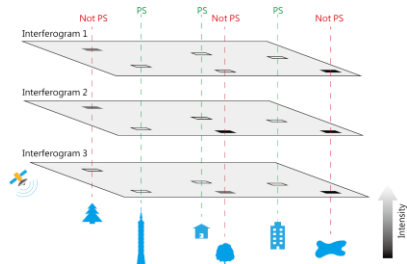 Not PS
PS
PS
Not PS
PS
Not PS
Interferogram 1
Interferogram 2
Interferogram 3
Intensity